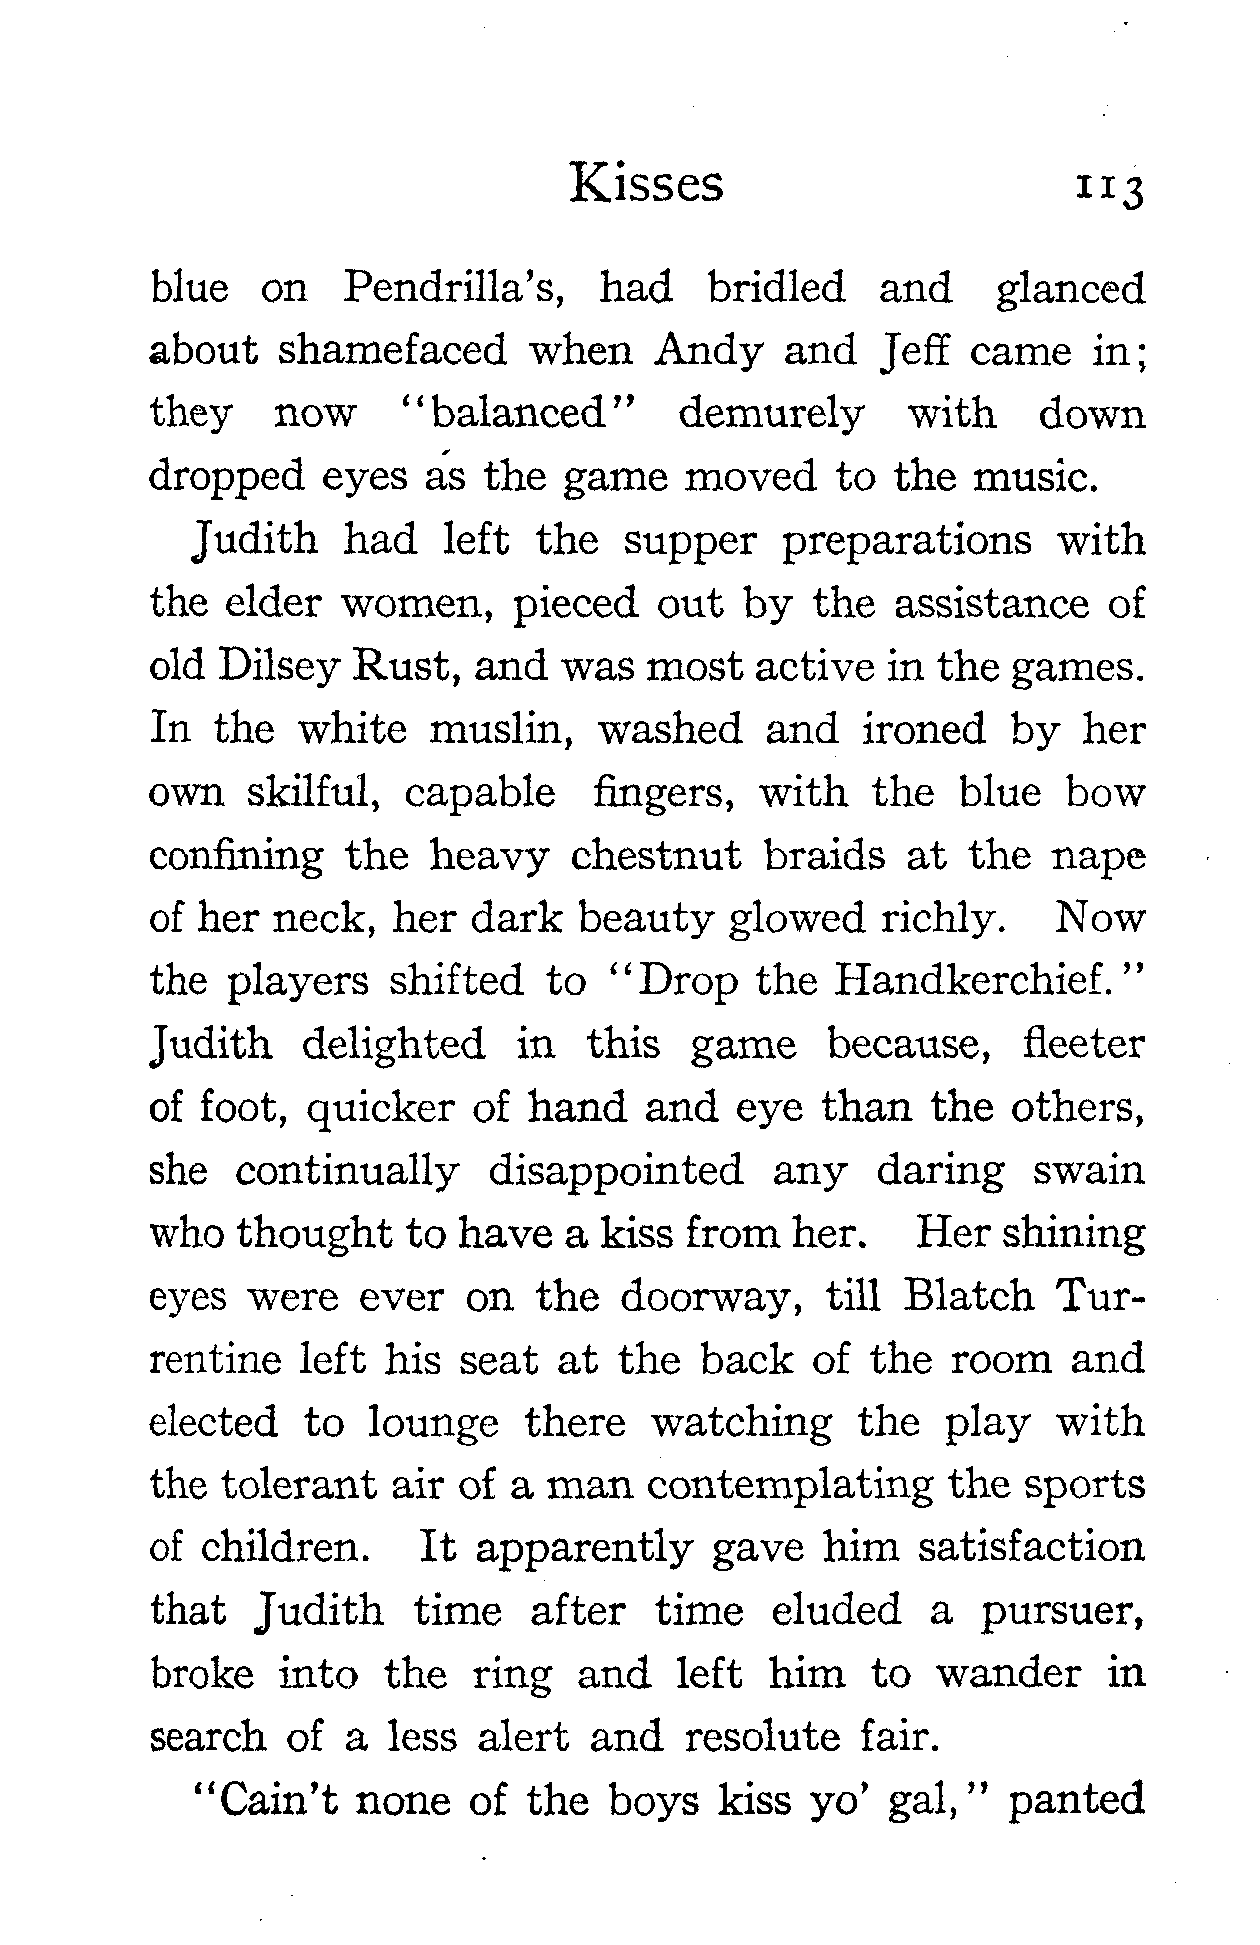 Kisses 113
blue on Pendrilla's, had bridled and glanced
about shamefaced when Andy and Jeff came in;
they now "balanced" demurely with down
dropped eyes as the game moved to the music.
Judith had left the supper preparations with
the elder women, pieced out by the assistance of
old Dilsey Rust, and was most active in the games.
In the white muslin, washed and ironed by her
own skilful, capable fingers, with the blue bow
confining the heavy chestnut braids at the nape
of her neck, her dark beauty glowed richly. Now
the players shifted to "Drop the Handkerchief."
Judith delighted in this game because, fleeter
of foot, quicker of hand and eye than the others,
she continually disappointed any daring swain
who thought to have a kiss from her. Her shining
eyes were ever on the doorway, till Blatch Tur-
rentine left his seat at the back of the room and
elected to lounge there watching the play with
the tolerant air of a man contemplating the sports
of children. It apparently gave him satisfaction
that Judith time after time eluded a pursuer,
broke into the ring and left him to wander in
search of a less alert and resolute fair.
"Cain't none of the boys kiss yo' gal," panted